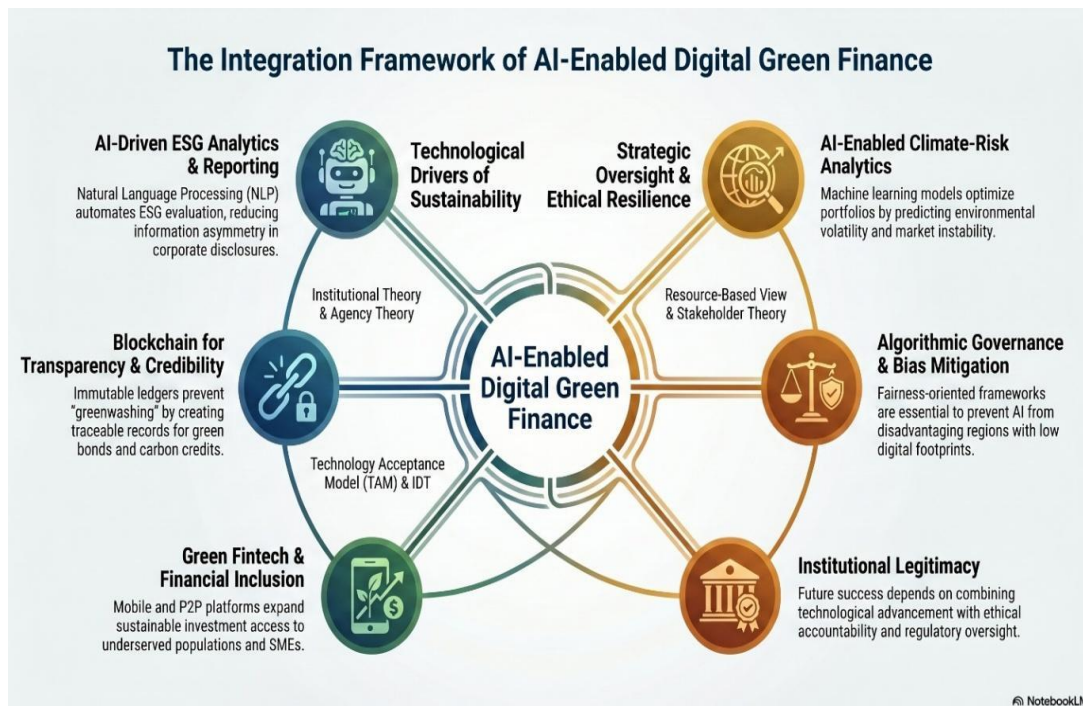 The Integration Framework of AI-Enabled Digital Green Finance
AI-Driven ESG Analytics
& Reporting
Natural Language Processing (NLP)
automates ESG evaluation, reducing
information asymmetry in
corporate disclosures.
Technological
Drivers of
Sustainability
Strategic
Oversight &
Ethical Resilience
AI-Enabled Climate-Risk
Analytics
Machine learning models optimize
portfolios by predicting environmental
volatility and market instability.
Institutional Theory
& Agency Theory
Resource-Based View
& Stakeholder Theory
Blockchain for
Transparency & Credibility
Immutable ledgers prevent
"greenwashing" by creating
traceable records for green
bonds and carbon credits.
AI-Enabled
Digital Green
Finance
Algorithmic Governance
& Bias Mitigation
Fairness-oriented frameworks
are essential to prevent AI from
disadvantaging regions with low
digital footprints.
Technology Acceptance
Model (TAM) & IDT
Green Fintech &
Financial Inclusion
Mobile and P2P platforms expand
sustainable investment access to
underserved populations and SMEs.
Institutional Legitimacy
Future success depends on combining
technological advancement with ethical
accountability and regulatory oversight.
NotebookLM